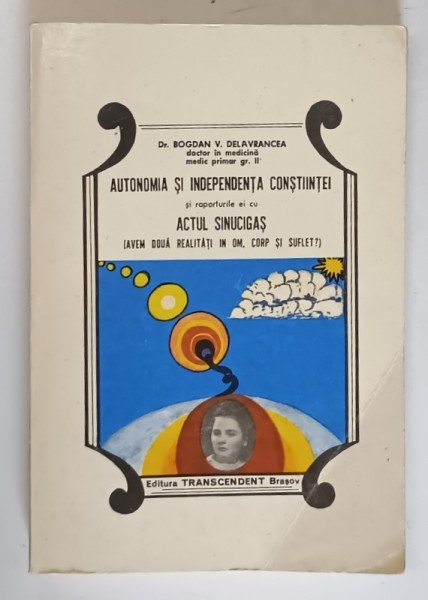 Dr. BOGDAN V. DELAVRANCEA
doctor în medicină
medic primar gr. II
AUTONOMIA ȘI INDEPENDENȚA CONȘTIINȚEI
și raporturile ei cu
ACTUL SINUCIGAȘ
(AVEM DOUĂ REALITĂȚI IN OM, CORP ȘI SUFLET?)
Editura TRANSCENDENT Brașov